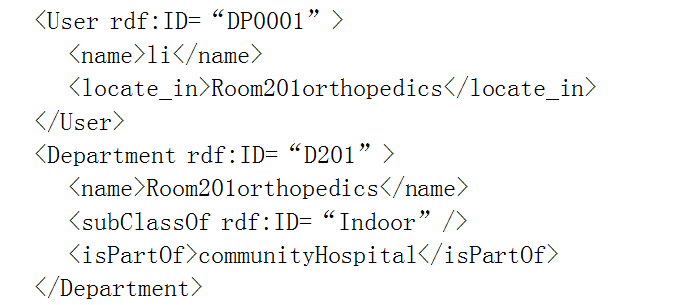 <User rdf:ID=“DP0001”>
<name>li</name>
<locate_in>Room201orthopedics</locate_in>
</User>
<Department rdf:ID=“D201”>
<name>Room201orthopedics</name>
<subClassOf rdf:ID=“Indoor”/>
<isPartOf>communityHospital</isPartOf>
</Department>